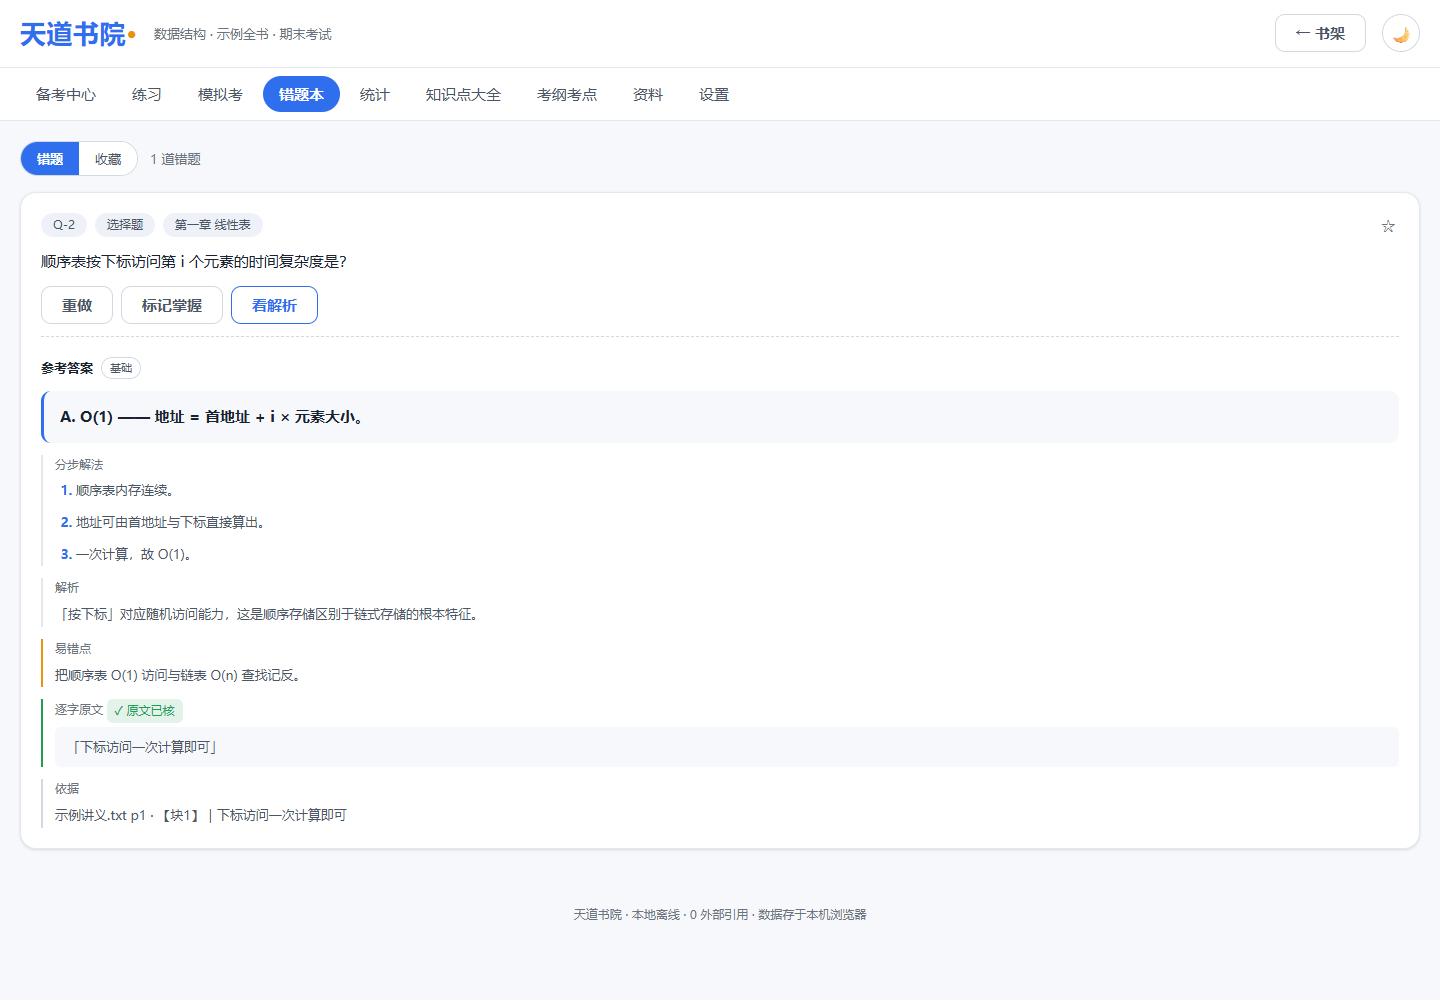 天道书院
数据结构 · 示例全书 · 期末考试
← 书架
备考中心 练习 模拟考 错题本 统计 知识点大全 考纲考点 资料 设置
错题 收藏 1 道错题
Q-2 选择题 第一章 线性表 ☆
顺序表按下标访问第 i 个元素的时间复杂度是?
重做 标记掌握 看解析
参考答案 基础
A. O(1) —— 地址 = 首地址 + i × 元素大小。
分步解法
1. 顺序表内存连续。
2. 地址可由首地址与下标直接算出。
3. 一次计算，故 O(1)。
解析
「按下标」对应随机访问能力，这是顺序存储区别于链式存储的根本特征。
易错点
把顺序表 O(1) 访问与链表 O(n) 查找记反。
逐字原文 ✓ 原文已核
「下标访问一次计算即可」
依据
示例讲义.txt p1 · 【块1】 | 下标访问一次计算即可
天道书院 · 本地离线 · 0 外部引用 · 数据存于本机浏览器